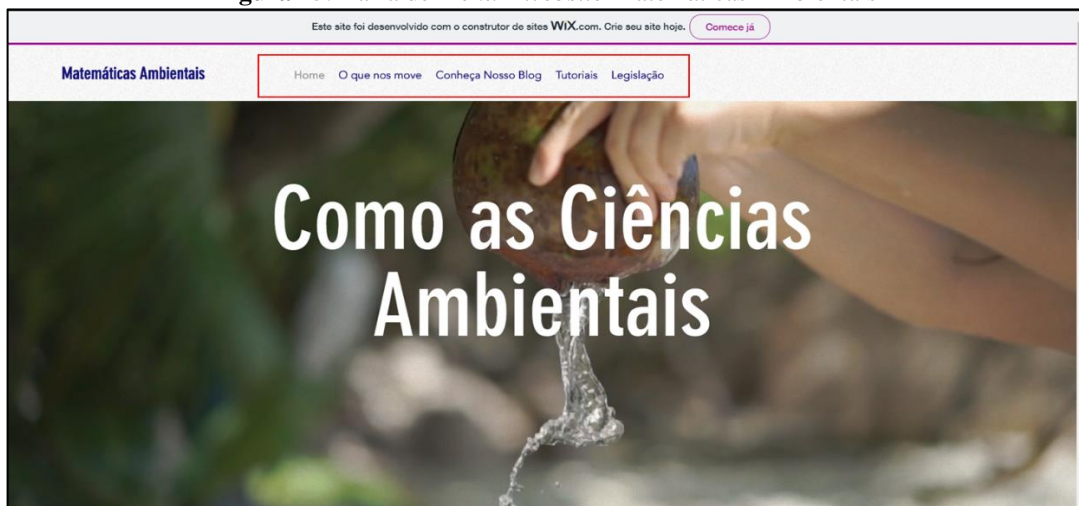 Este site foi desenvolvido com o construtor de sites WiX.com. Crie seu site hoje. Comece já
Matemáticas Ambientais Home O que nos move Conheça Nosso Blog Tutoriais Legislação
Como as Ciências
Ambientais